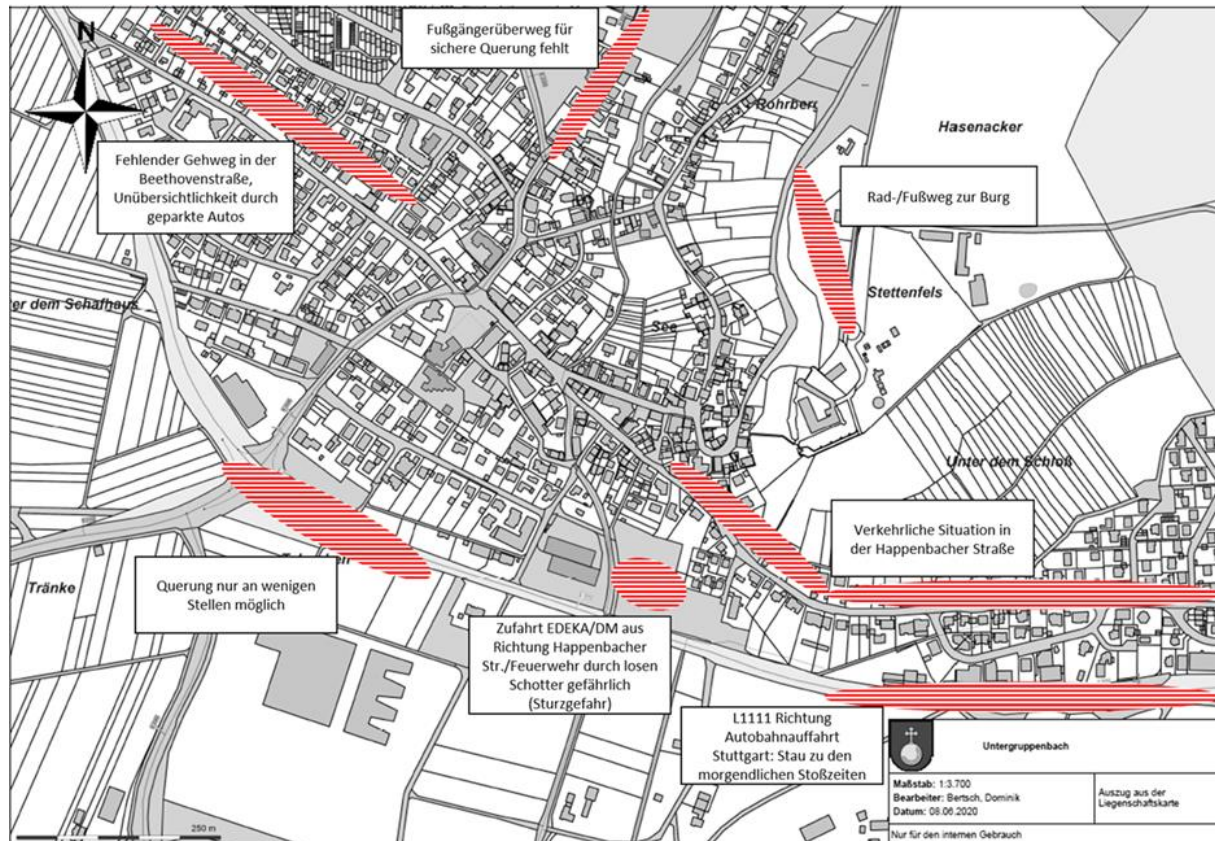 Fußgängerüberweg für
sichere Querung fehlt
N
Rohrberg
Hasenacker
Fehlender Gehweg in der
Beethovenstraße,
Unübersichtlichkeit durch
geparkte Autos
Rad-/Fußweg zur Burg
Stettenfels
ter dem Schafhaus
See
Unter dem Schloß
Verkehrliche Situation in
der Happenbacher Straße
Tränke
Querung nur an wenigen
Stellen möglich
Zufahrt EDEKA/DM aus
Richtung Happenbacher
Str./Feuerwehr durch losen
Schotter gefährlich
(Sturzgefahr)
L1111 Richtung
Autobahnauffahrt
Stuttgart: Stau zu den
morgendlichen Stoßzeiten
Untergruppenbach
Maßstab: 1:3.700
Bearbeiter: Bertsch, Dominik
Datum: 08.06.2020
Auszug aus der
Liegenschaftskarte
Nur für den internen Gebrauch
250 m